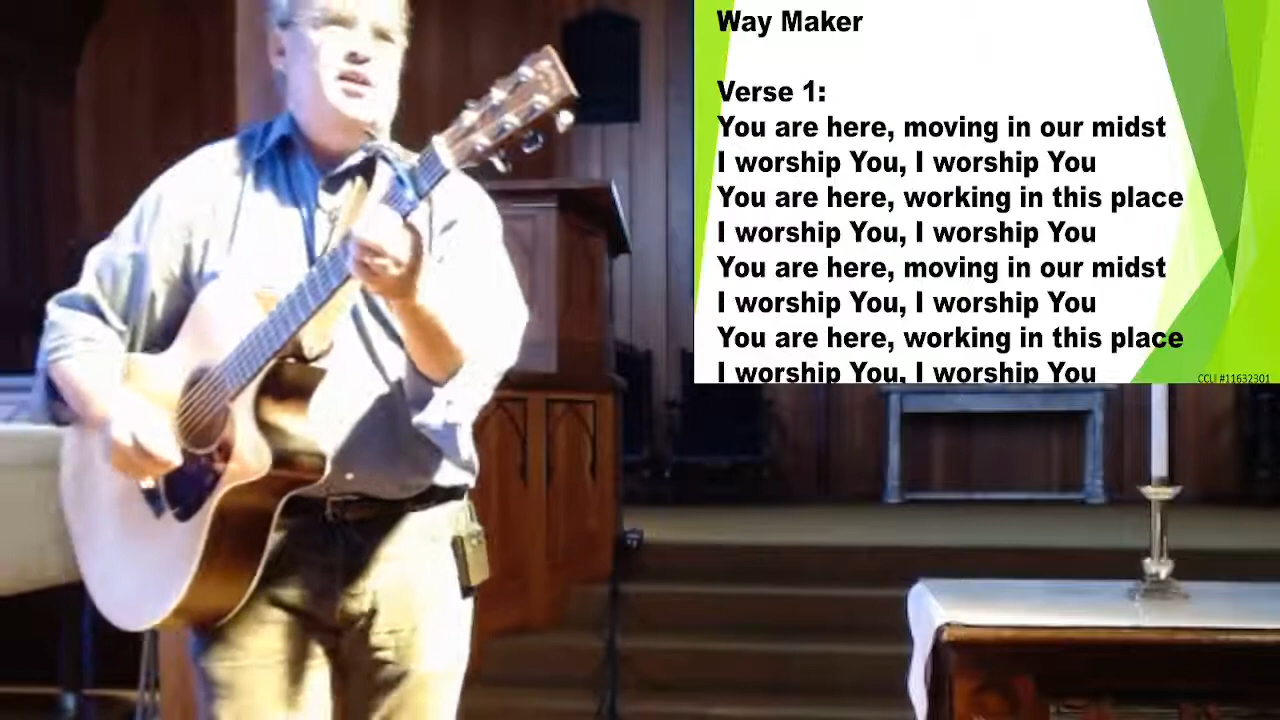 Way Maker
Verse 1:
You are here, moving in our midst
I worship You, I worship You
You are here, working in this place
I worship You, I worship You
You are here, moving in our midst
I worship You, I worship You
You are here, working in this place
I worship You, I worship You
CCLI #11632301